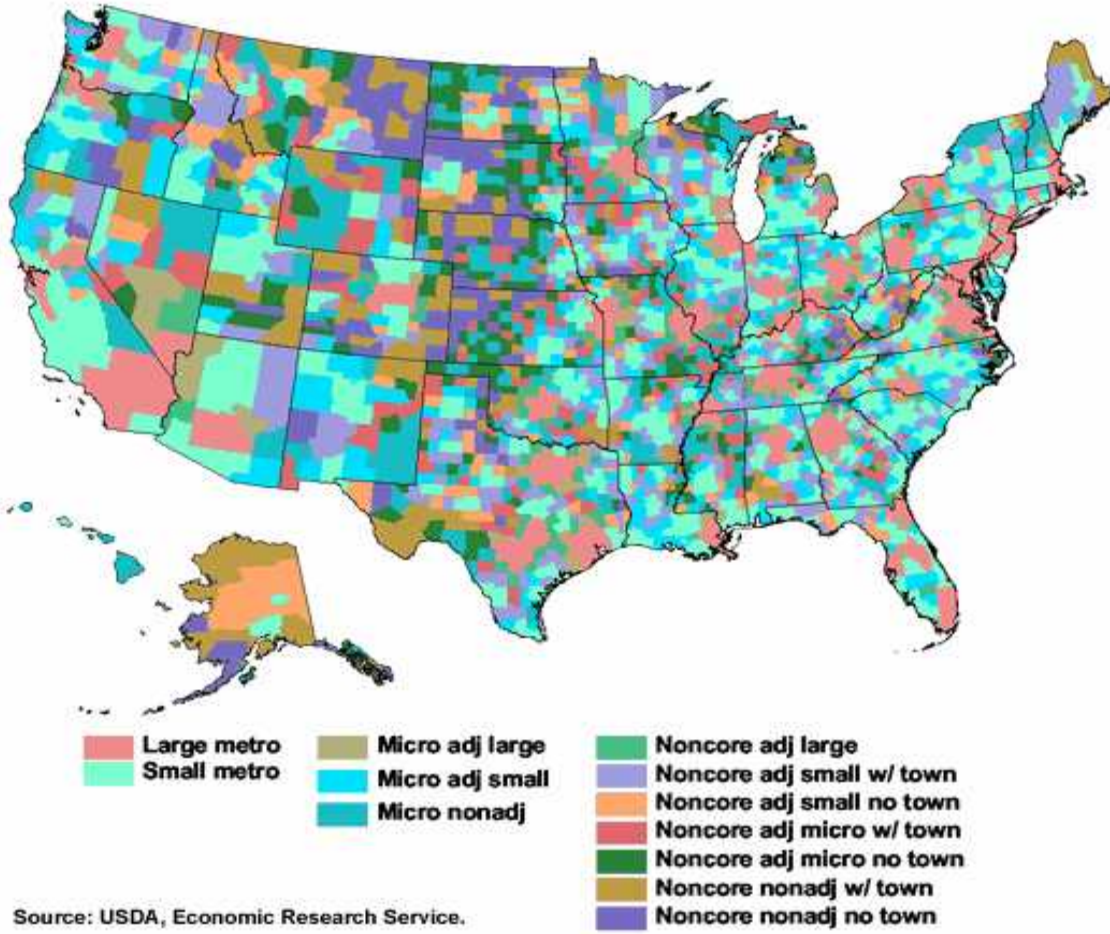 Large metro
Small metro
Micro adj large
Micro adj small
Micro nonadj
Noncore adj large
Noncore adj small w/ town
Noncore adj small no town
Noncore adj micro w/ town
Noncore adj micro no town
Noncore nonadj w/ town
Noncore nonadj no town
Source: USDA, Economic Research Service.